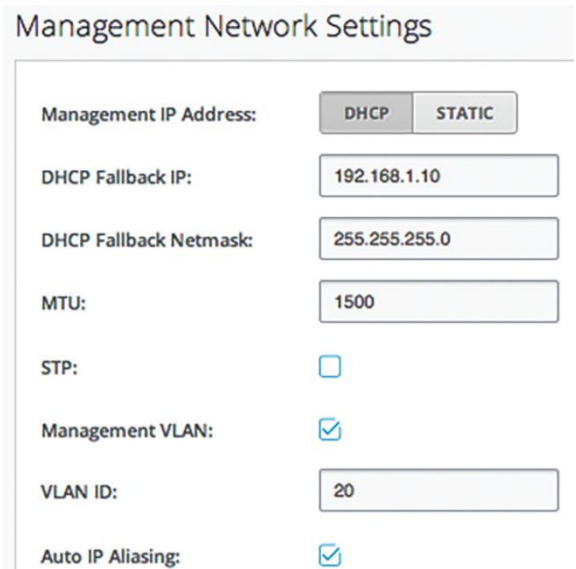 Management Network Settings
Management IP Address: DHCP STATIC
DHCP Fallback IP: 192.168.1.10
DHCP Fallback Netmask: 255.255.255.0
MTU: 1500
STP:
Management VLAN:
VLAN ID: 20
Auto IP Aliasing: